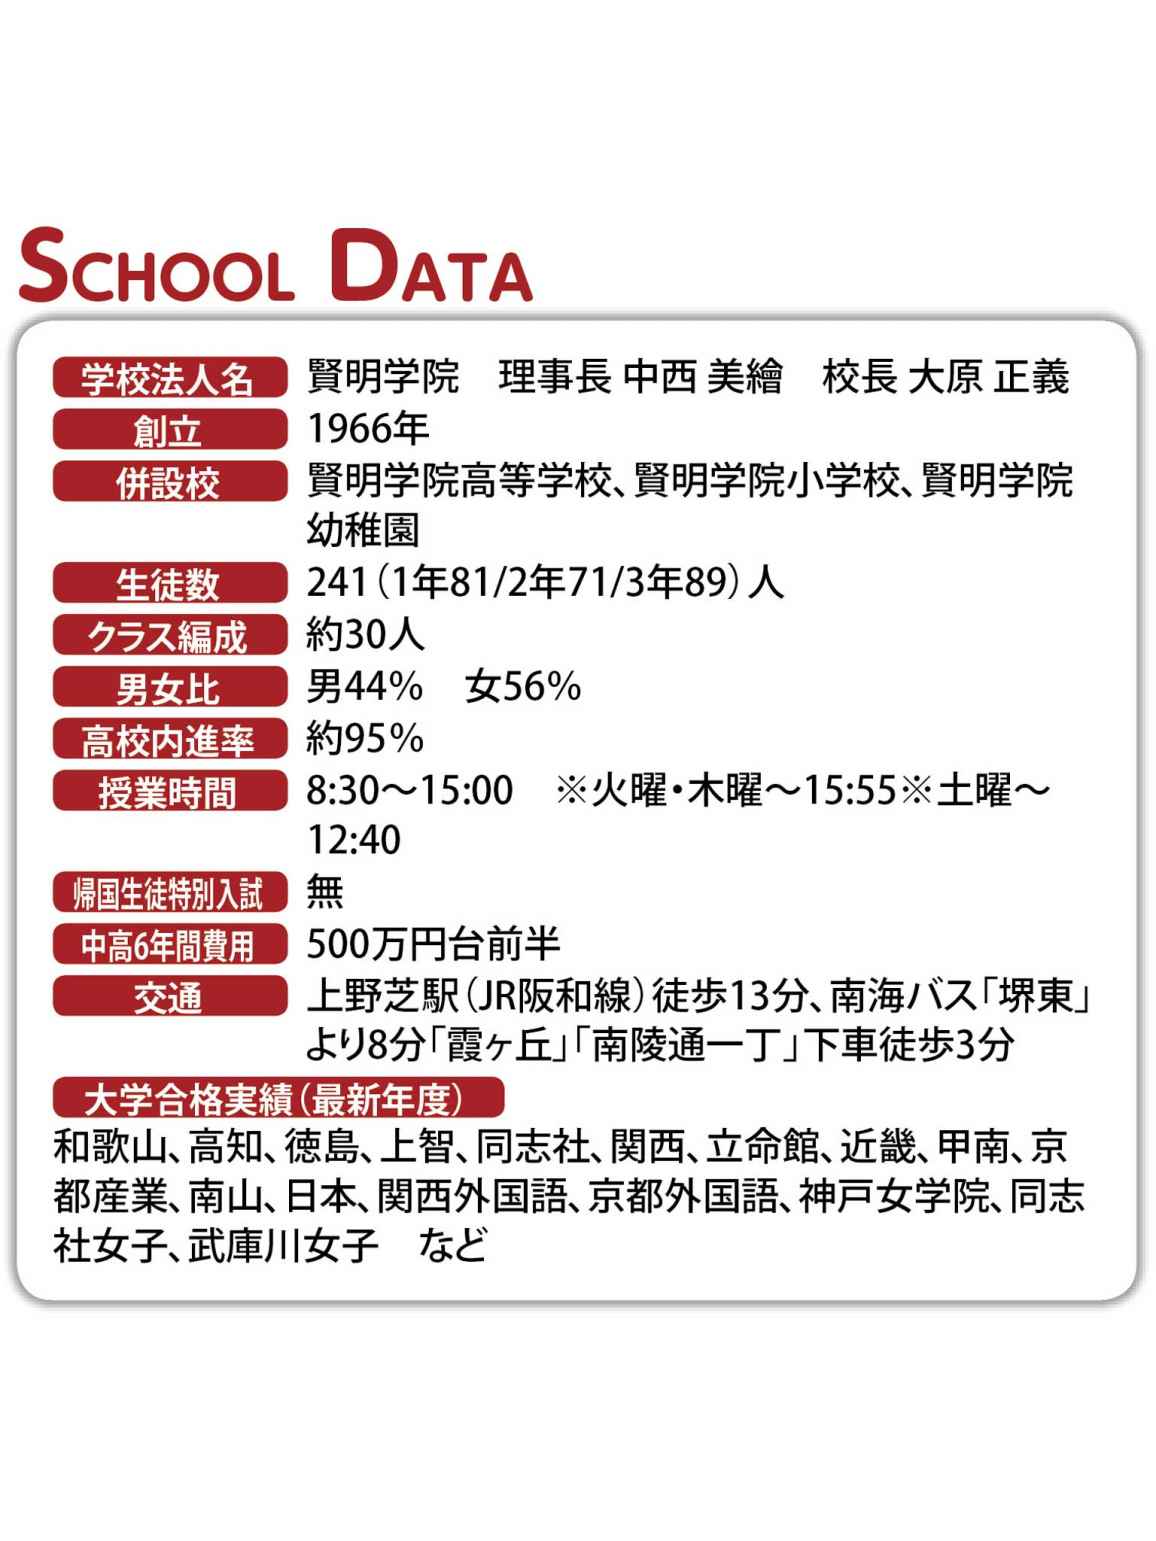 SCHOOL DATA
学校法人名 賢明学院　理事長 中西 美繪　校長 大原 正義
創立 1966年
併設校 賢明学院高等学校、賢明学院小学校、賢明学院
幼稚園
生徒数 241（1年81/2年71/3年89）人
クラス編成 約30人
男女比 男44%　女56%
高校内進率 約95%
授業時間 8:30〜15:00　※火曜・木曜〜15:55※土曜〜
12:40
帰国生徒特別入試 無
中高6年間費用 500万円台前半
交通 上野芝駅（JR阪和線）徒歩13分、南海バス「堺東」
より8分「霞ヶ丘」「南陵通一丁」下車徒歩3分
大学合格実績（最新年度）
和歌山、高知、徳島、上智、同志社、関西、立命館、近畿、甲南、京
都産業、南山、日本、関西外国語、京都外国語、神戸女学院、同志
社女子、武庫川女子　など